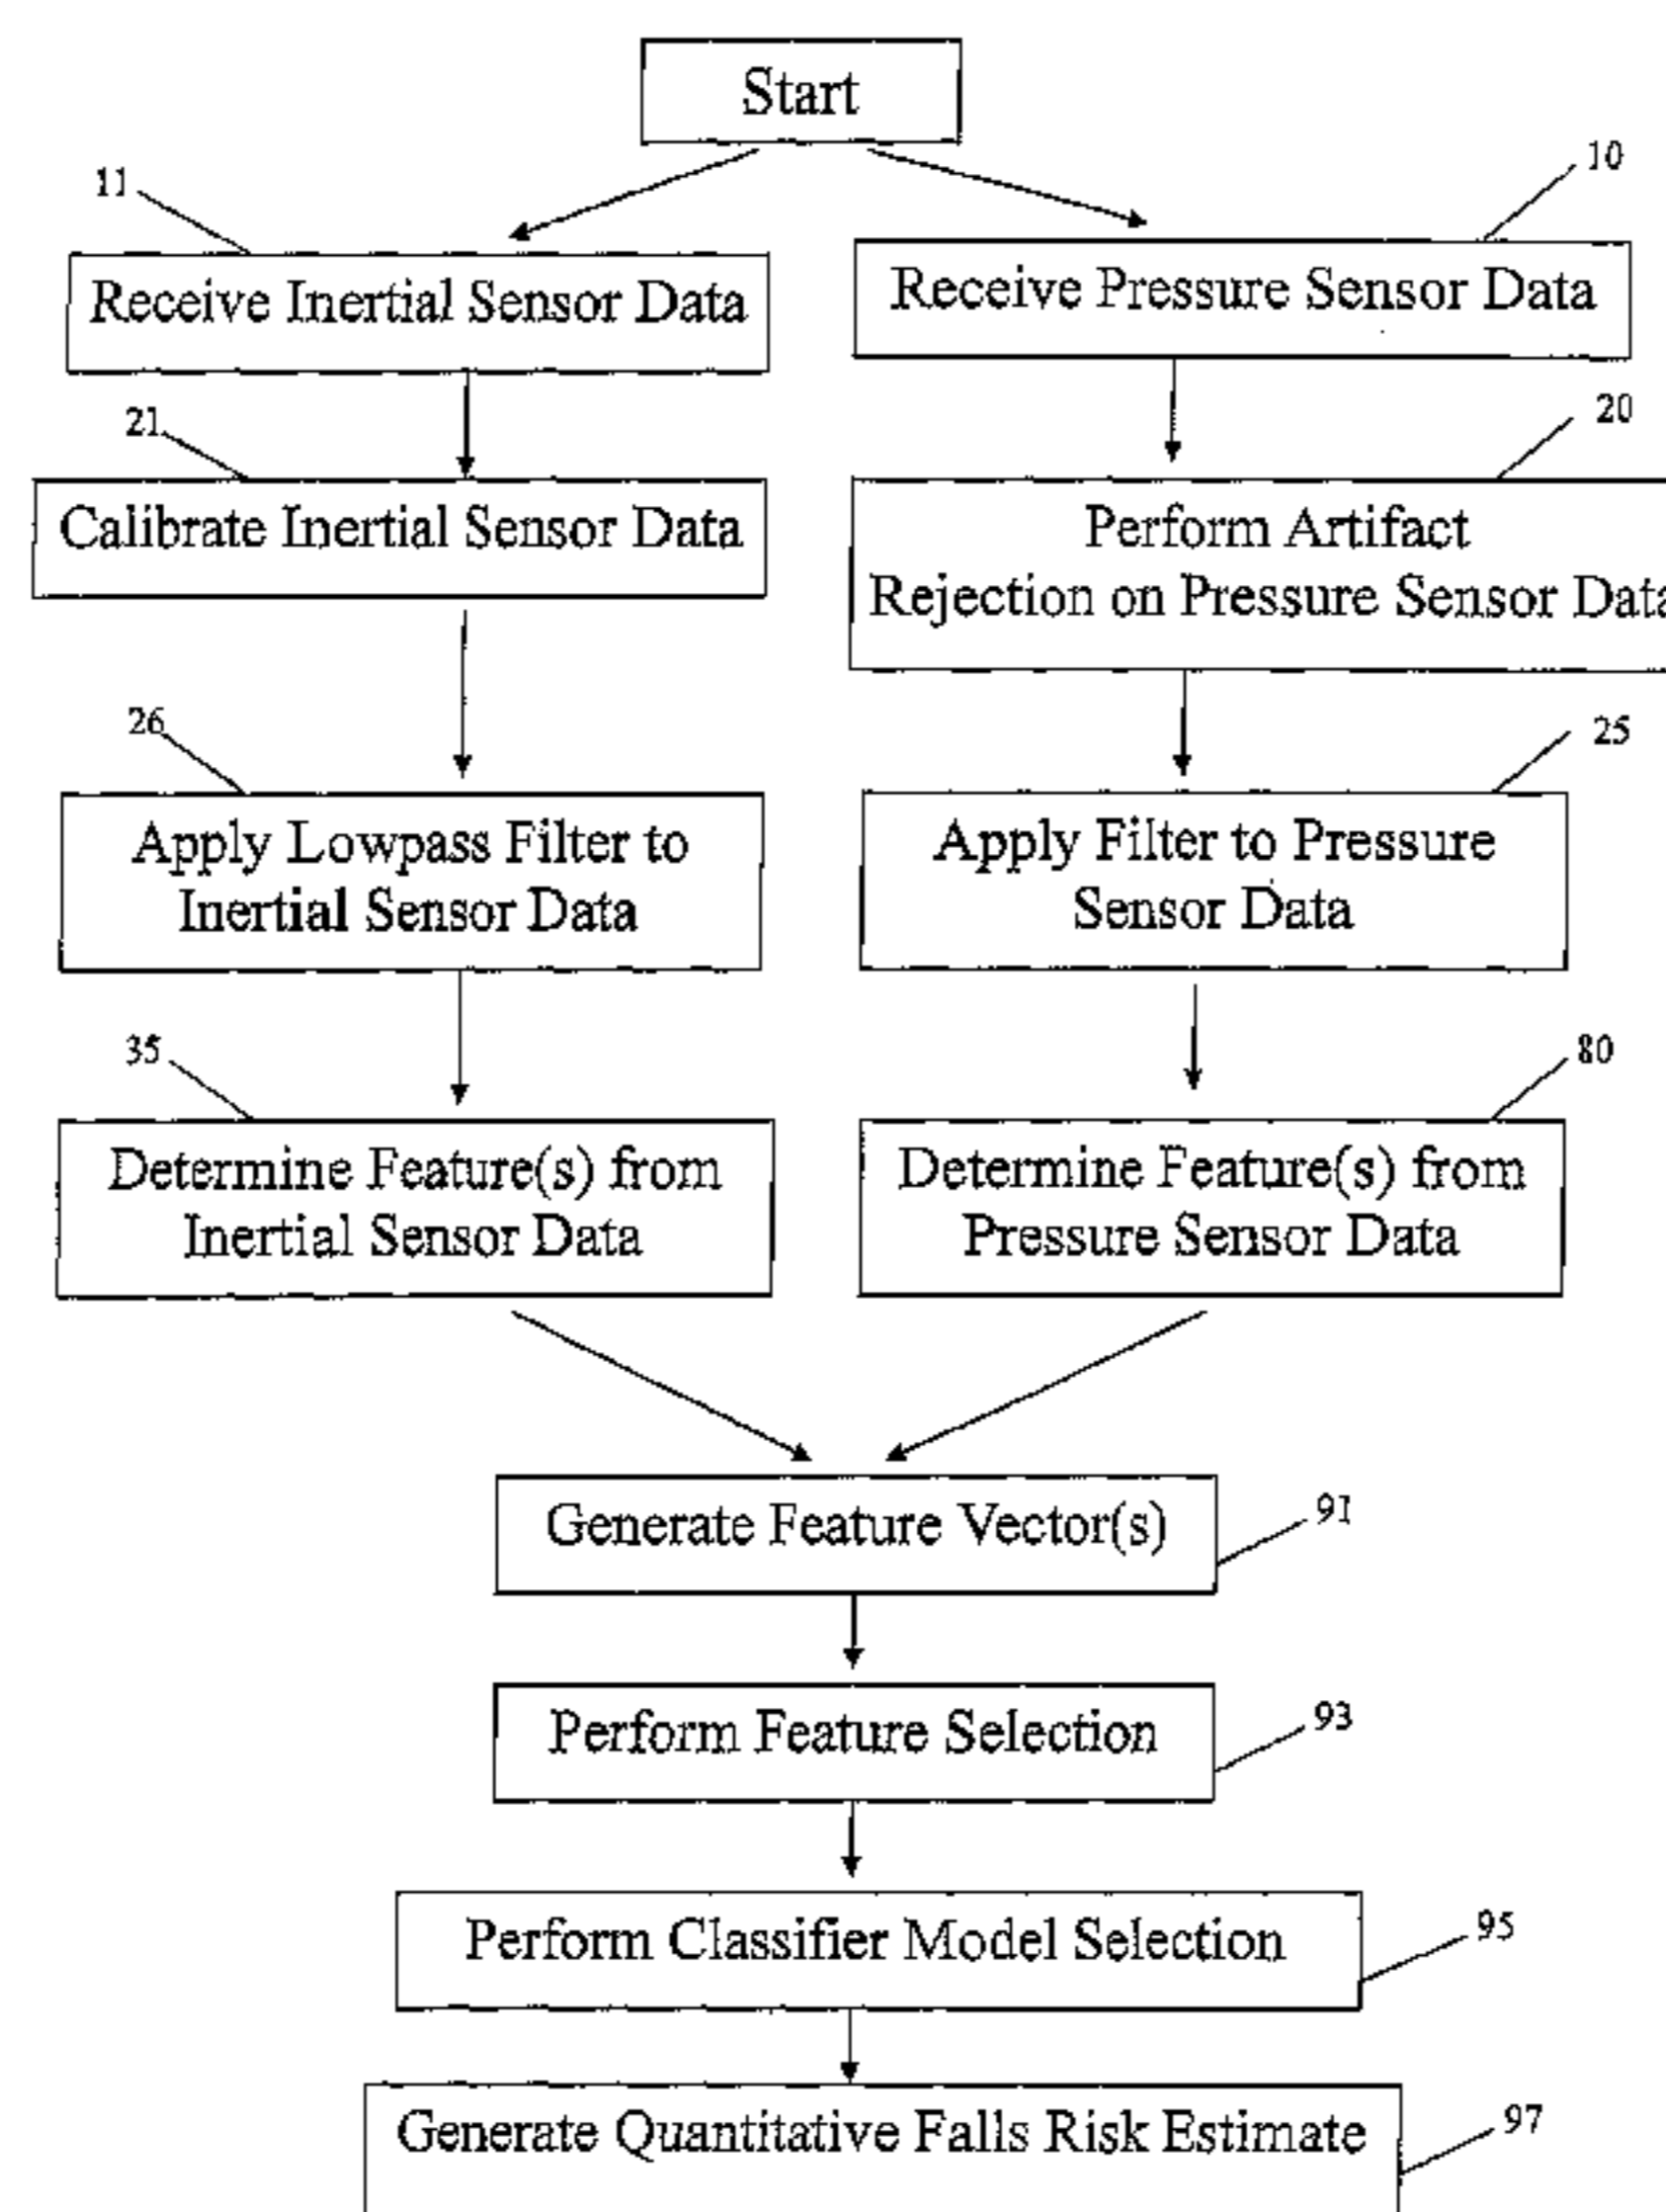 Start
11
10
Receive Inertial Sensor Data
Receive Pressure Sensor Data
21
20
Calibrate Inertial Sensor Data
Perform Artifact
Rejection on Pressure Sensor Data
26
25
Apply Lowpass Filter to
Inertial Sensor Data
Apply Filter to Pressure
Sensor Data
35
80
Determine Feature(s) from
Inertial Sensor Data
Determine Feature(s) from
Pressure Sensor Data
Generate Feature Vector(s)
91
Perform Feature Selection
93
Perform Classifier Model Selection
95
Generate Quantitative Falls Risk Estimate
97